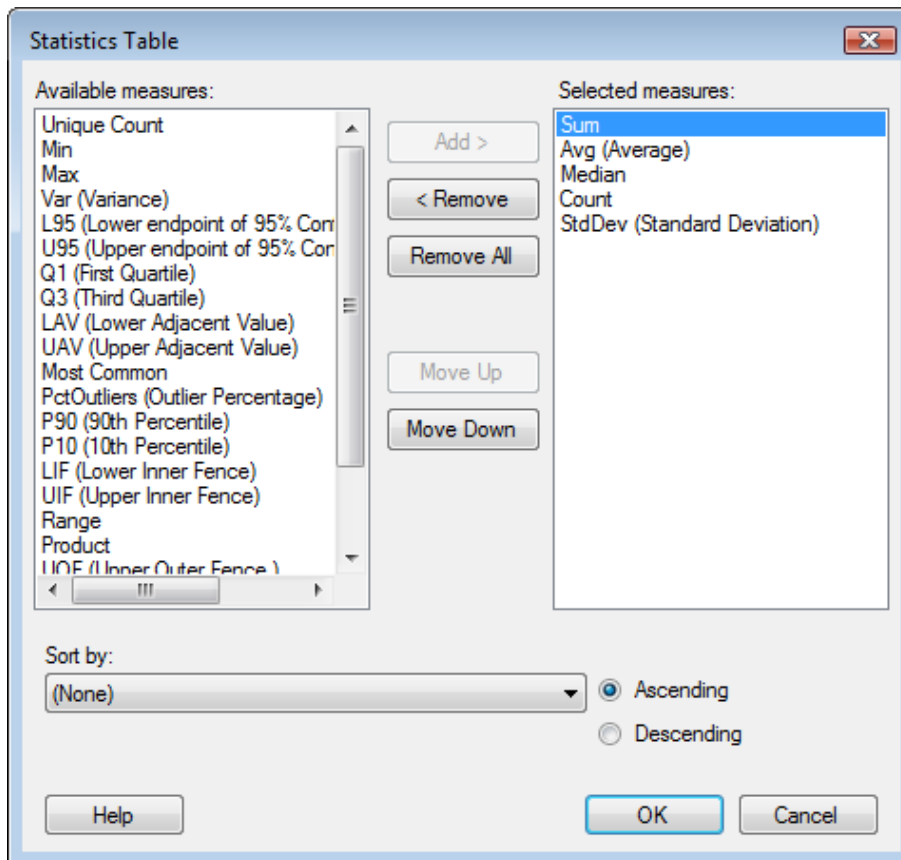 Statistics Table
Available measures:
Unique Count
Min
Max
Var (Variance)
L95 (Lower endpoint of 95% Con
U95 (Upper endpoint of 95% Con
Q1 (First Quartile)
Q3 (Third Quartile)
LAV (Lower Adjacent Value)
UAV (Upper Adjacent Value)
Most Common
PctOutliers (Outlier Percentage)
P90 (90th Percentile)
P10 (10th Percentile)
LIF (Lower Inner Fence)
UIF (Upper Inner Fence)
Range
Product
UOF (Upper Outer Fence )
Add >
< Remove
Remove All
Move Up
Move Down
Selected measures:
Sum
Avg (Average)
Median
Count
StdDev (Standard Deviation)
Sort by:
(None)
Ascending
Descending
Help
OK
Cancel